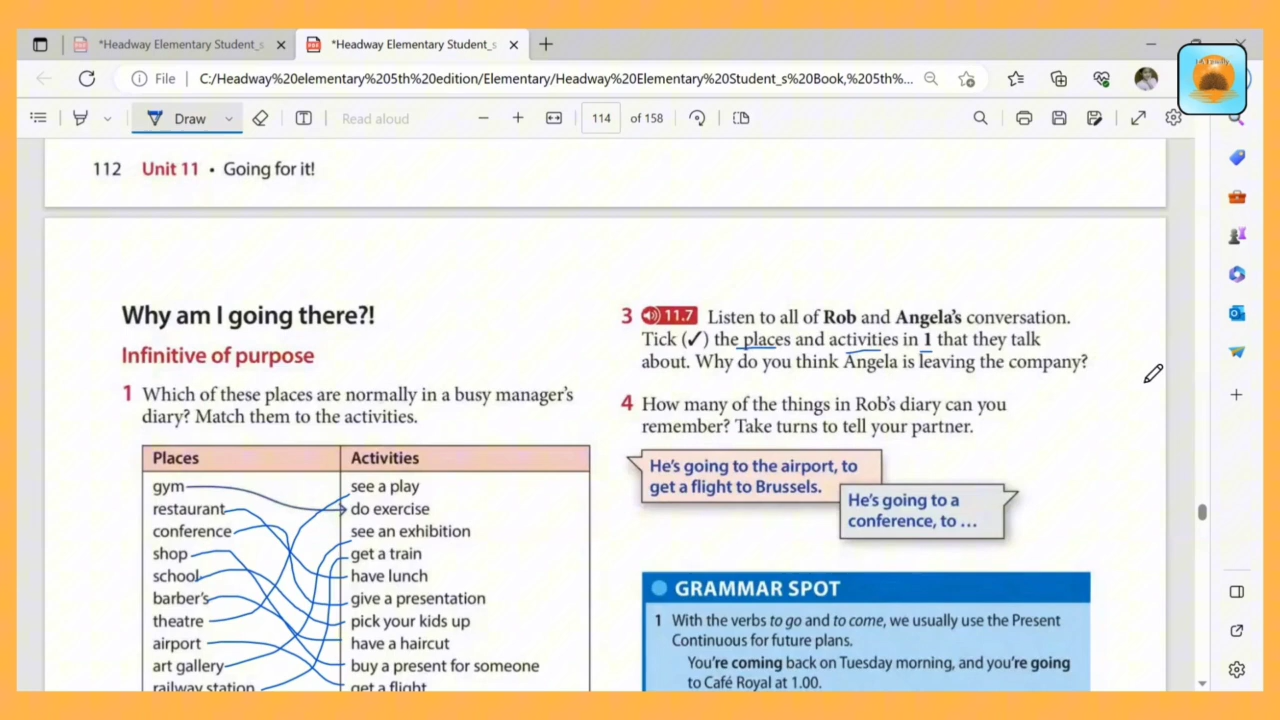 *Headway Elementary Student_s
*Headway Elementary Student_s
File
C:/Headway%20elementary%205th%20edition/Elementary/Headway%20Elementary%20Student_s%20Book,%205th%...
Draw
Read aloud
114 of 158
112 Unit 11 • Going for it!
Why am I going there?!
Infinitive of purpose
1 Which of these places are normally in a busy manager's
diary? Match them to the activities.
Places Activities
gym see a play
restaurant do exercise
conference see an exhibition
shop get a train
school have lunch
barber's give a presentation
theatre pick your kids up
airport have a haircut
art gallery buy a present for someone
railway station get a flight
3 11.7 Listen to all of Rob and Angela's conversation.
Tick (✓) the places and activities in 1 that they talk
about. Why do you think Angela is leaving the company?
4 How many of the things in Rob's diary can you
remember? Take turns to tell your partner.
He's going to the airport, to
get a flight to Brussels.
He's going to a
conference, to ...
GRAMMAR SPOT
1 With the verbs to go and to come, we usually use the Present
Continuous for future plans.
You're coming back on Tuesday morning, and you're going
to Café Royal at 1.00.